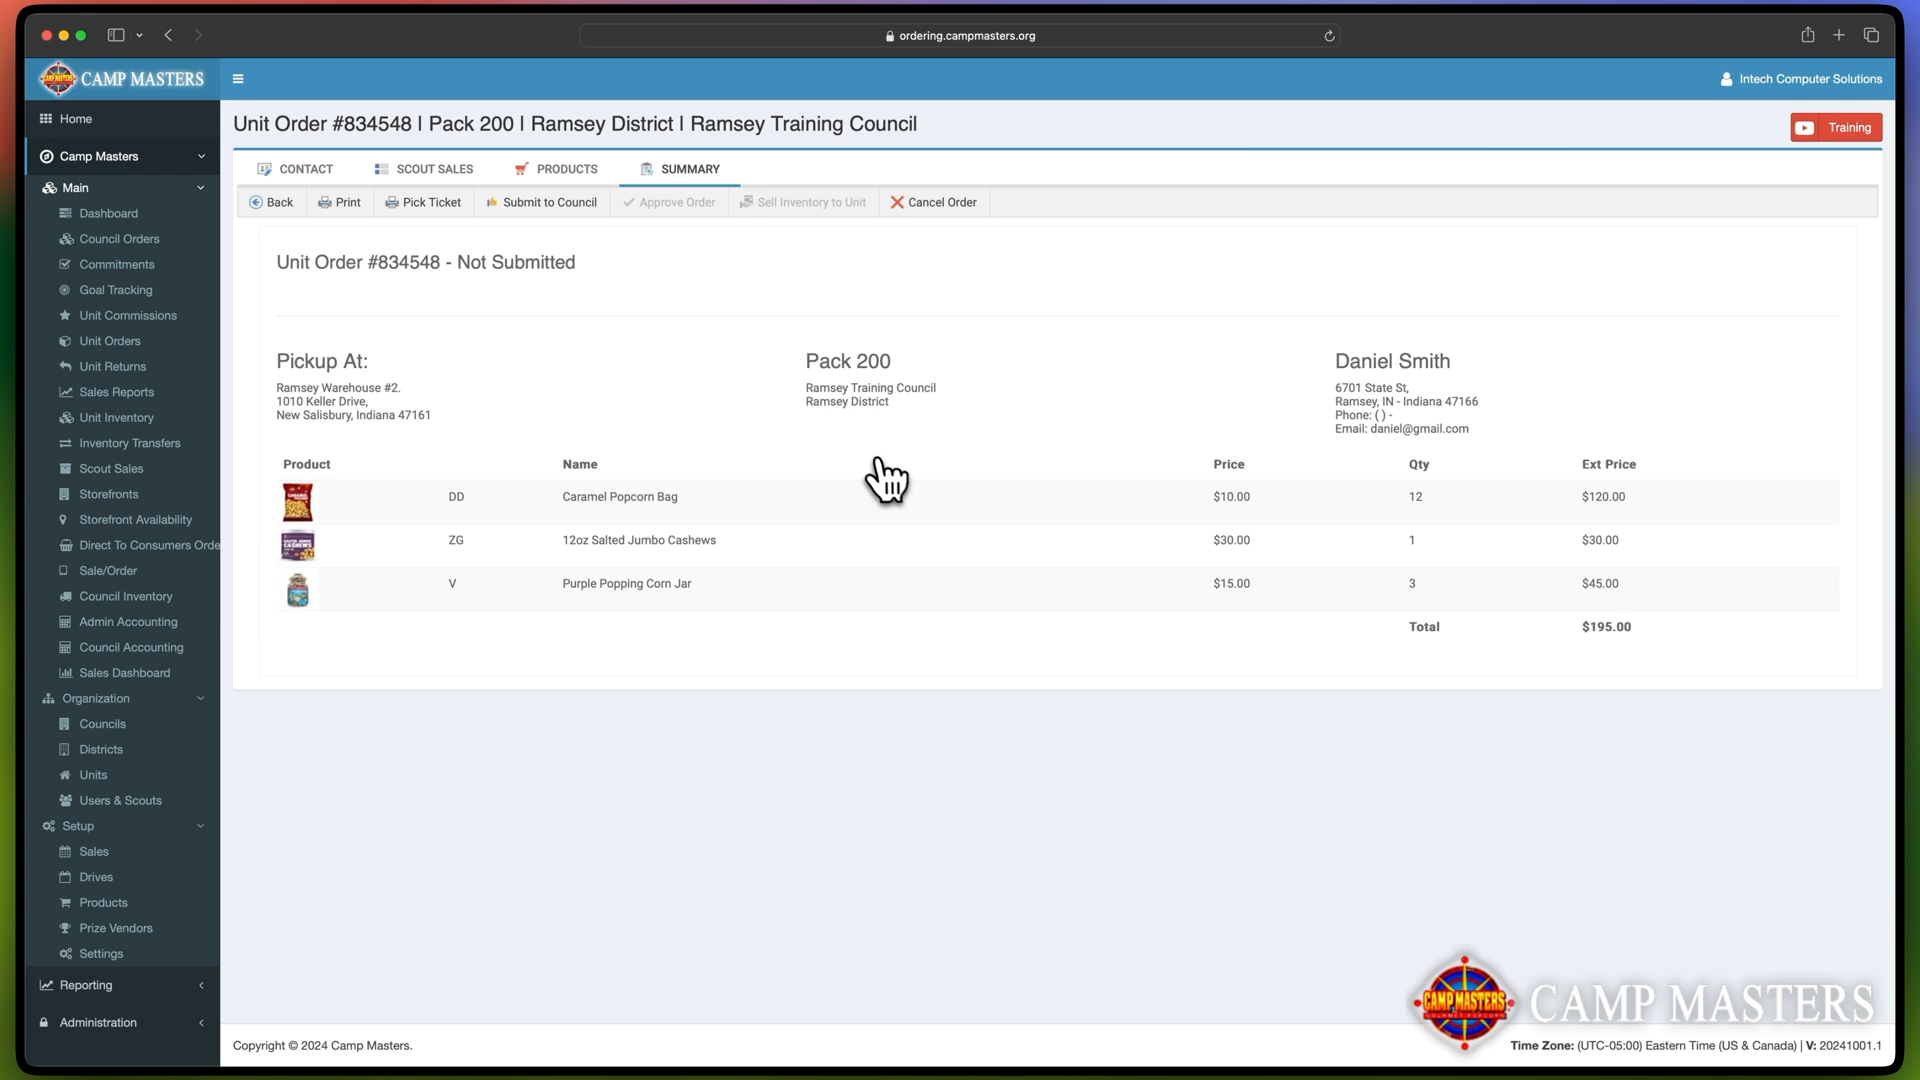 ordering.campmasters.org
CAMP MASTERS
Intech Computer Solutions
Home
Camp Masters
Main
Dashboard
Council Orders
Commitments
Goal Tracking
Unit Commissions
Unit Orders
Unit Returns
Sales Reports
Unit Inventory
Inventory Transfers
Scout Sales
Storefronts
Storefront Availability
Direct To Consumers Orde
Sale/Order
Council Inventory
Admin Accounting
Council Accounting
Sales Dashboard
Organization
Councils
Districts
Units
Users & Scouts
Setup
Sales
Drives
Products
Prize Vendors
Settings
Reporting
Administration
Unit Order #834548 | Pack 200 | Ramsey District | Ramsey Training Council
Training
CONTACT SCOUT SALES PRODUCTS SUMMARY
Back Print Pick Ticket Submit to Council Approve Order Sell Inventory to Unit Cancel Order
Unit Order #834548 - Not Submitted
Pickup At:
Ramsey Warehouse #2.
1010 Keller Drive,
New Salisbury, Indiana 47161
Pack 200
Ramsey Training Council
Ramsey District
Daniel Smith
6701 State St,
Ramsey, IN - Indiana 47166
Phone: ( ) -
Email: daniel@gmail.com
Product Name Price Qty Ext Price
DD Caramel Popcorn Bag $10.00 12 $120.00
ZG 12oz Salted Jumbo Cashews $30.00 1 $30.00
V Purple Popping Corn Jar $15.00 3 $45.00
Total $195.00
CAMP MASTERS
GOURMET POPCORN
CAMP MASTERS
Copyright © 2024 Camp Masters.
Time Zone: (UTC-05:00) Eastern Time (US & Canada) | V: 20241001.1